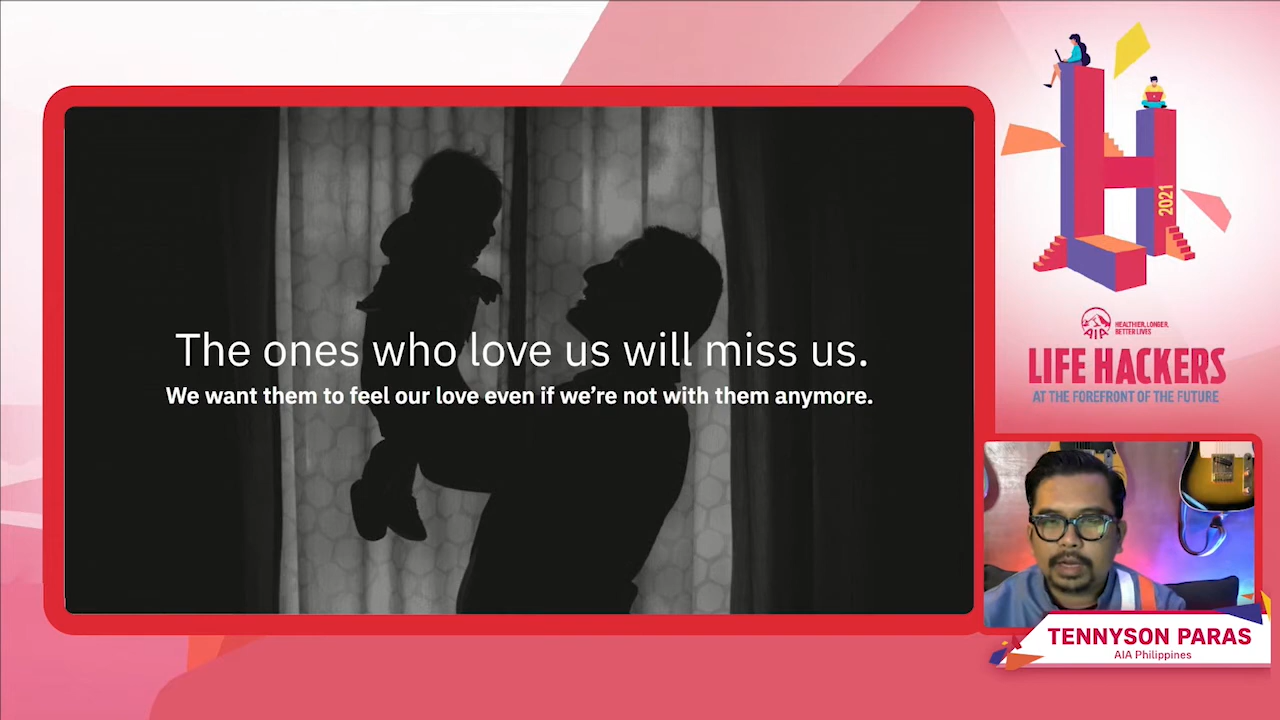 The ones who love us will miss us.
We want them to feel our love even if we’re not with them anymore.
2021
AIA
HEALTHIER, LONGER,
BETTER LIVES
LIFE HACKERS
AT THE FOREFRONT OF THE FUTURE
TENNYSON PARAS
AIA Philippines